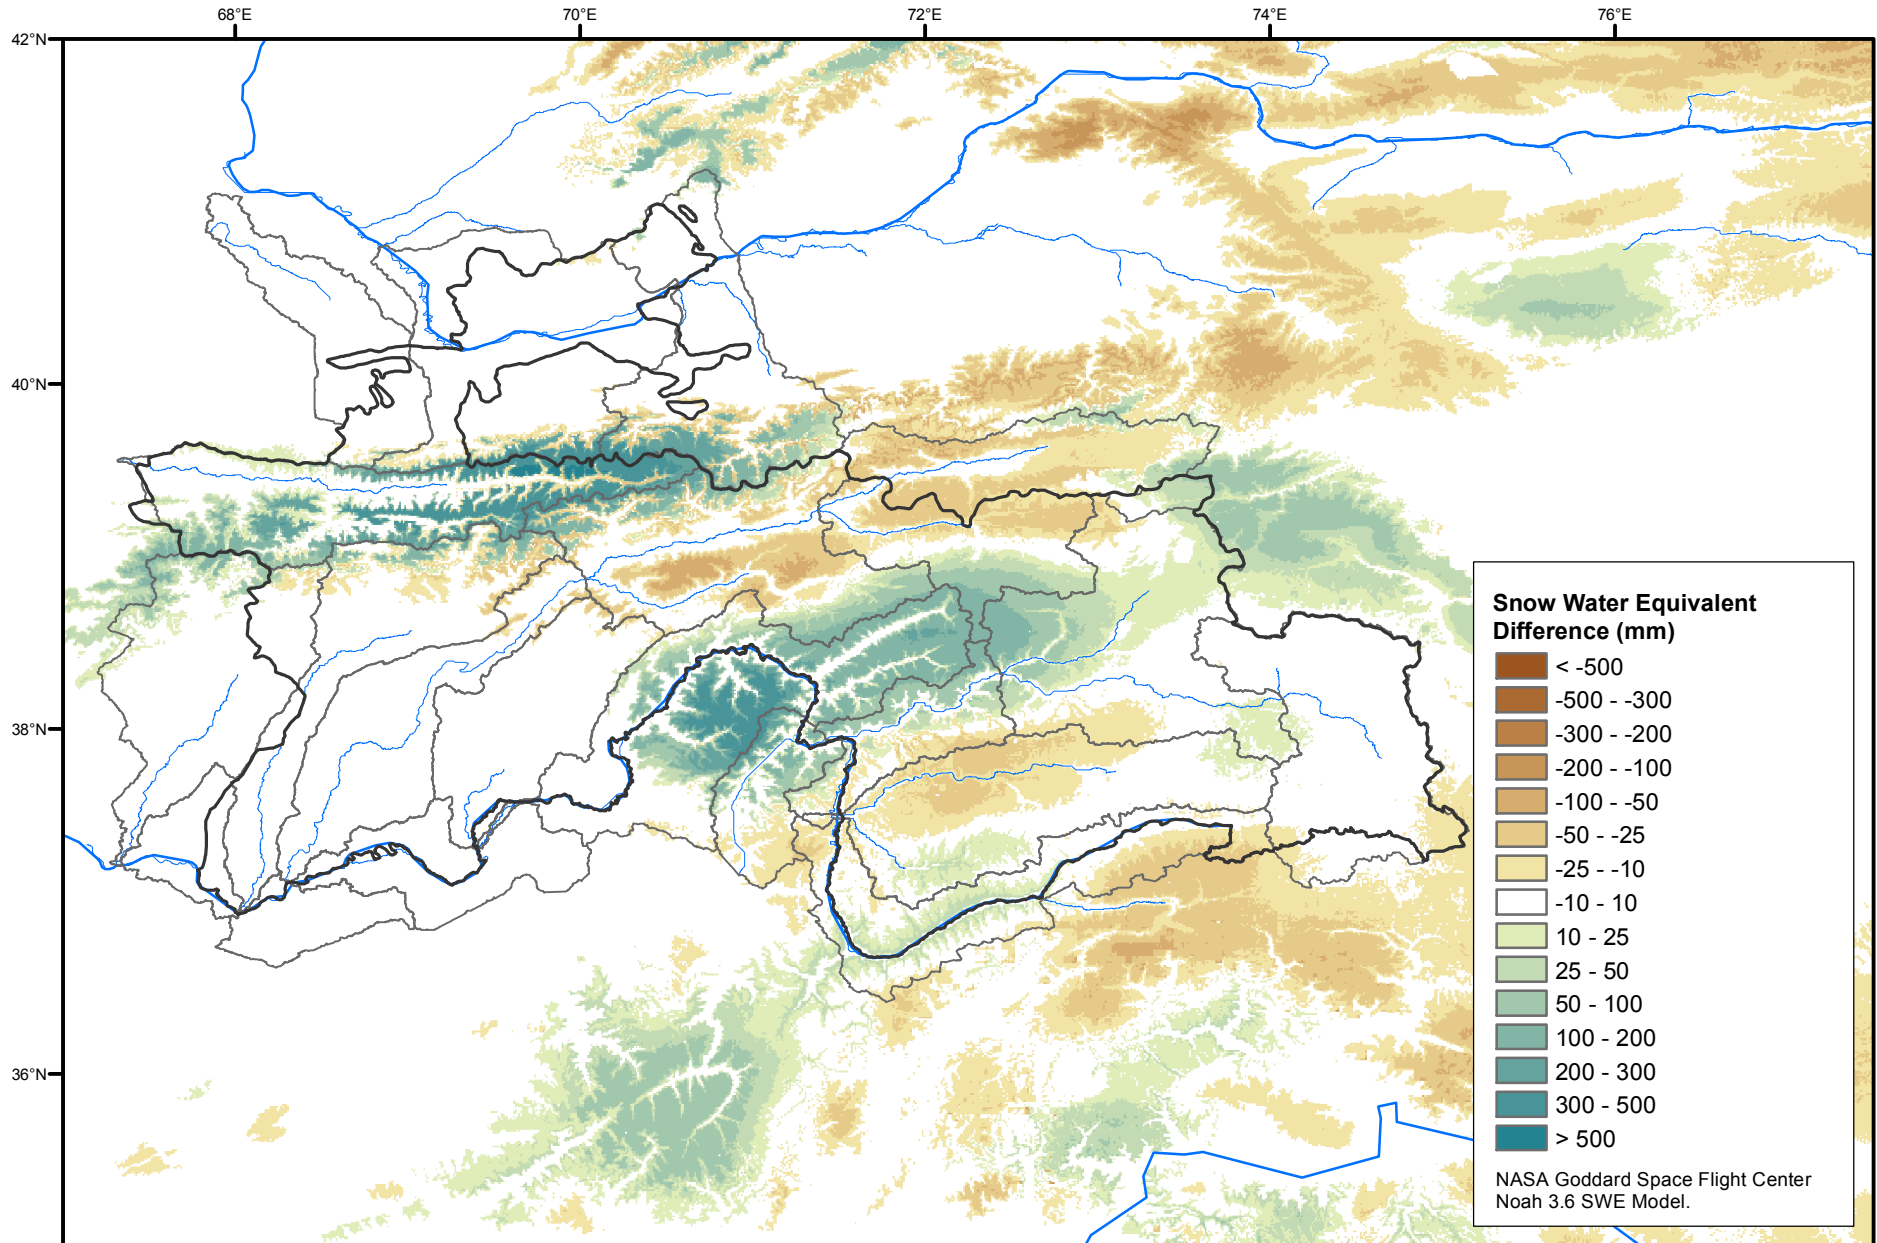 68°E
70°E
72°E
74°E
76°E
42°N
40°N
38°N
36°N
Snow Water Equivalent
Difference (mm)
< -500
-500 - -300
-300 - -200
-200 - -100
-100 - -50
-50 - -25
-25 - -10
-10 - 10
10 - 25
25 - 50
50 - 100
100 - 200
200 - 300
300 - 500
> 500
NASA Goddard Space Flight Center
Noah 3.6 SWE Model.